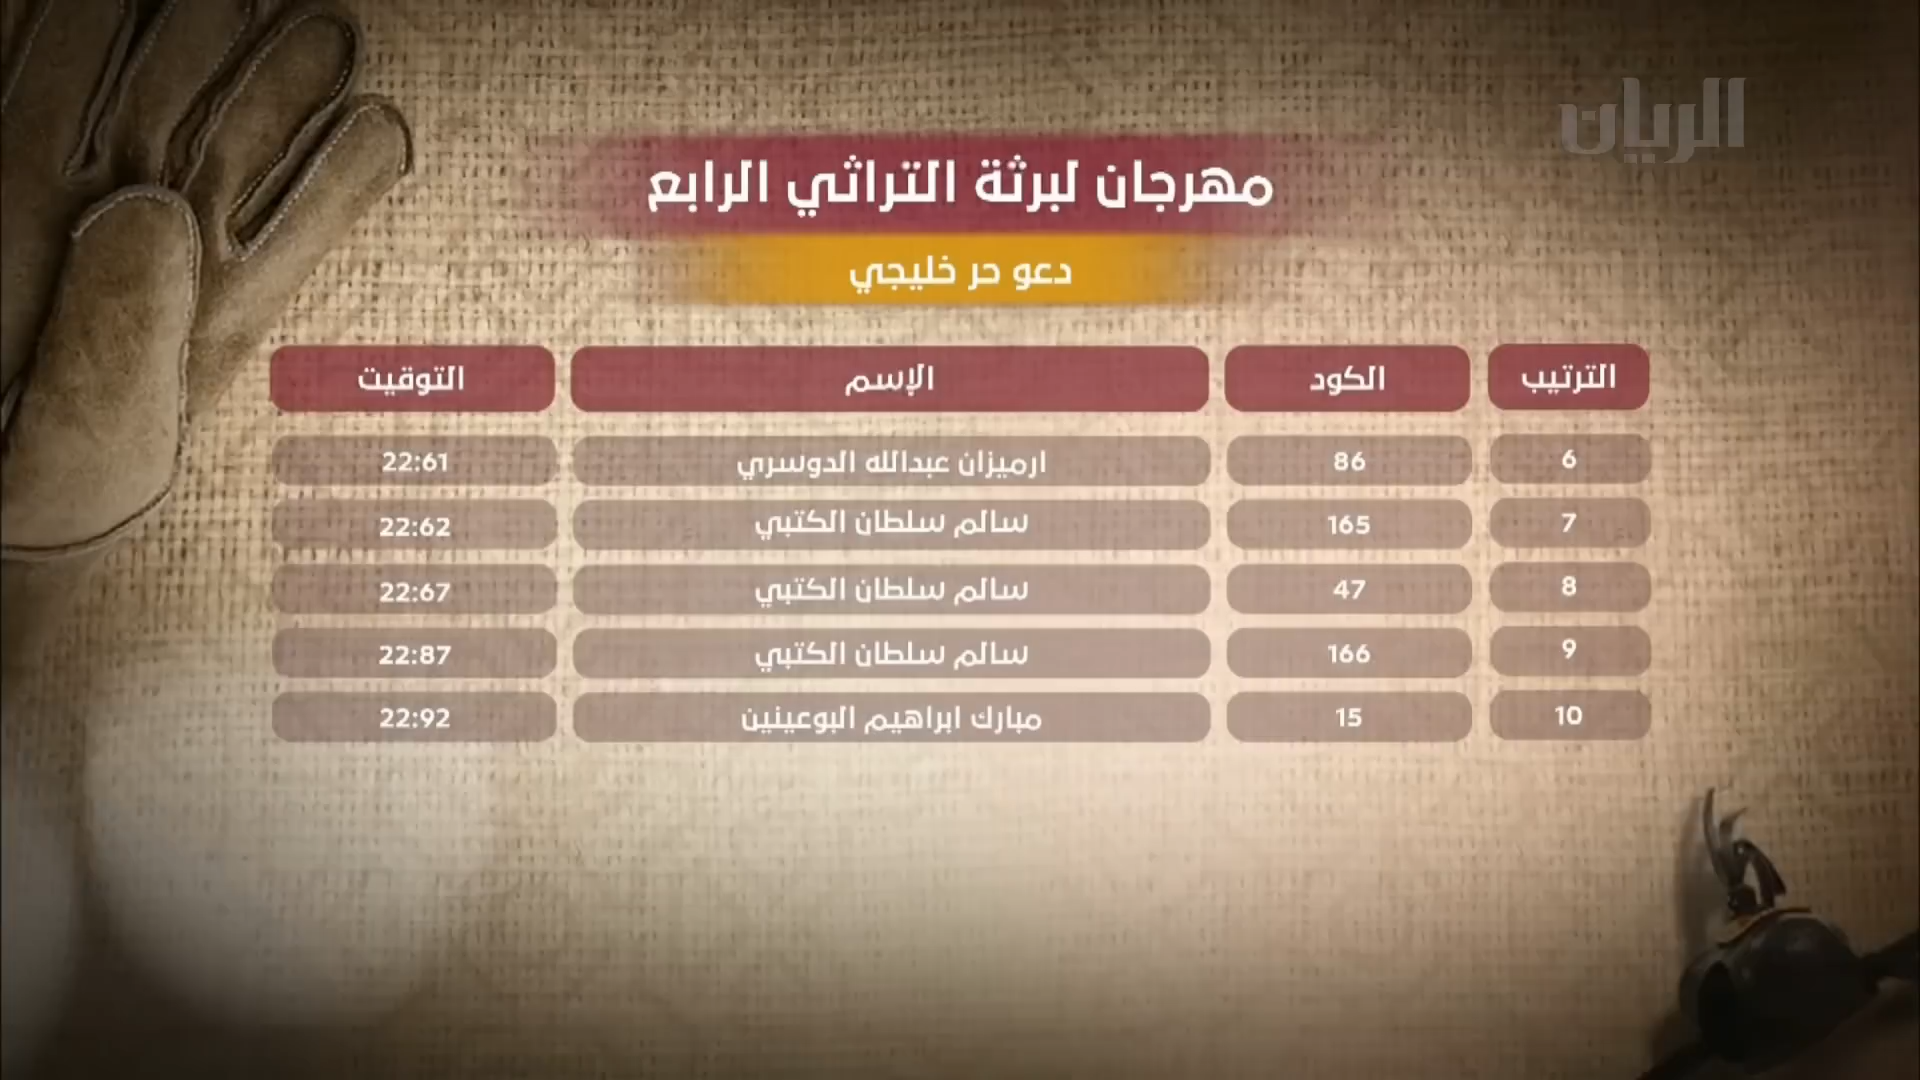 الريان
مهرجان لبرثة التراثي الرابع
دعو حر خليجي
الترتيب الكود الإسم التوقيت
6 86 ارميزان عبدالله الدوسري 22:61
7 165 سالم سلطان الكتبي 22:62
8 47 سالم سلطان الكتبي 22:67
9 166 سالم سلطان الكتبي 22:87
10 15 مبارك ابراهيم البوعينين 22:92